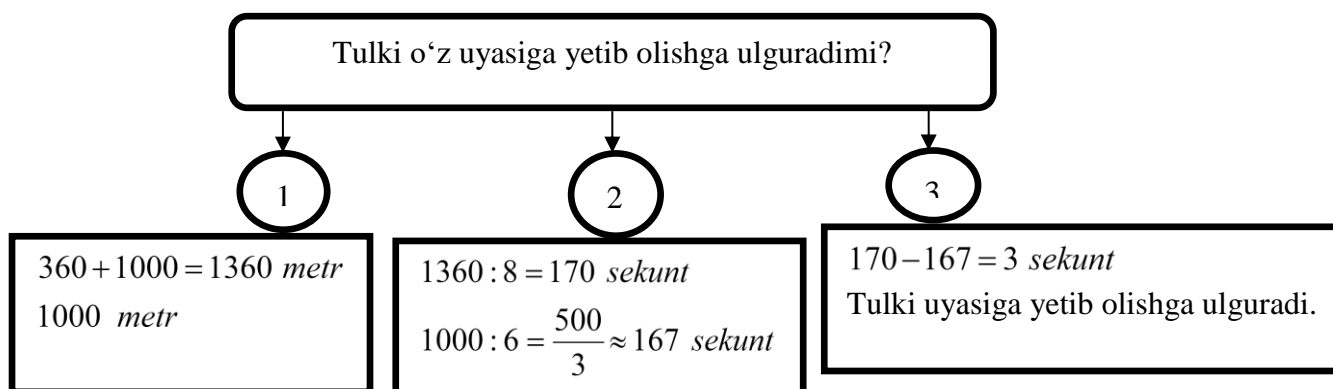 Tulki o‘z uyasiga yetib olishga ulguradimi?
1
2
3
360+1000=1360 metr
1000 metr
1360:8=170 sekunt
1000:6=500/3≈167 sekunt
170−167=3 sekunt
Tulki uyasiga yetib olishga ulguradi.